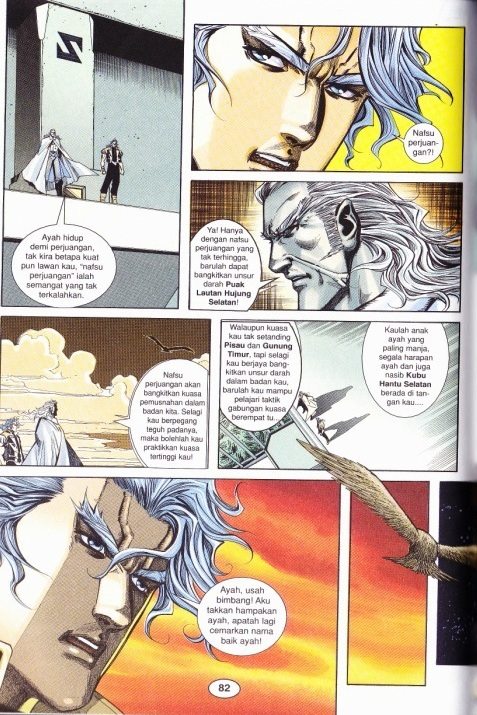 Ayah hidup
demi perjuangan,
tak kira betapa kuat
pun lawan kau, "nafsu
perjuangan" ialah
semangat yang tak
terkalahkan.
Nafsu
perjuan-
gan?!
Ya! Hanya
dengan nafsu
perjuangan yang
tak terhingga,
barulah dapat
bangkitkan unsur
darah Puak
Lautan Hujung
Selatan!
Nafsu
perjuangan akan
bangkitkan kuasa
pemusnahan dalam
badan kita. Selagi
kau berpegang
teguh padanya,
maka bolehlah kau
praktikkan kuasa
tertinggi kau!
Walaupun kuasa
kau tak setanding
Pisau dan Gunung
Timur, tapi selagi
kau berjaya bang-
kitkan unsur darah
dalam badan kau,
barulah kau mampu
pelajari taktik
gabungan kuasa
berempat tu...
Kaulah anak
ayah yang
paling manja,
segala harapan
ayah dan juga
nasib Kubu
Hantu Selatan
berada di tan-
gan kau....
Ayah, usah
bimbang! Aku
takkan hampakan
ayah, apatah lagi
cemarkan nama
baik ayah!
82